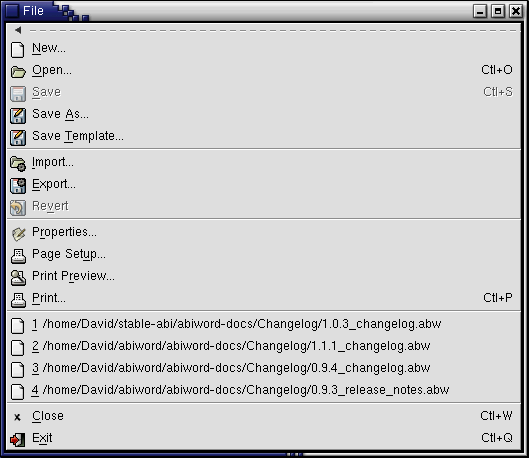 File
New...
Open... Ctl+O
Save Ctl+S
Save As...
Save Template...
Import...
Export...
Revert
Properties...
Page Setup...
Print Preview...
Print... Ctl+P
1 /home/David/stable-abi/abiword-docs/Changelog/1.0.3_changelog.abw
2 /home/David/abiword/abiword-docs/Changelog/1.1.1_changelog.abw
3 /home/David/abiword/abiword-docs/Changelog/0.9.4_changelog.abw
4 /home/David/abiword/abiword-docs/Changelog/0.9.3_release_notes.abw
Close Ctl+W
Exit Ctl+Q